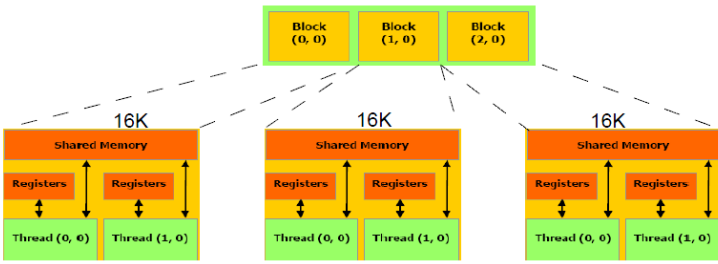 Block
(0, 0)
Block
(1, 0)
Block
(2, 0)
16K
16K
16K
Shared Memory
Shared Memory
Shared Memory
Registers
Registers
Registers
Registers
Registers
Registers
Thread (0, 0)
Thread (1, 0)
Thread (0, 0)
Thread (1, 0)
Thread (0, 0)
Thread (1, 0)